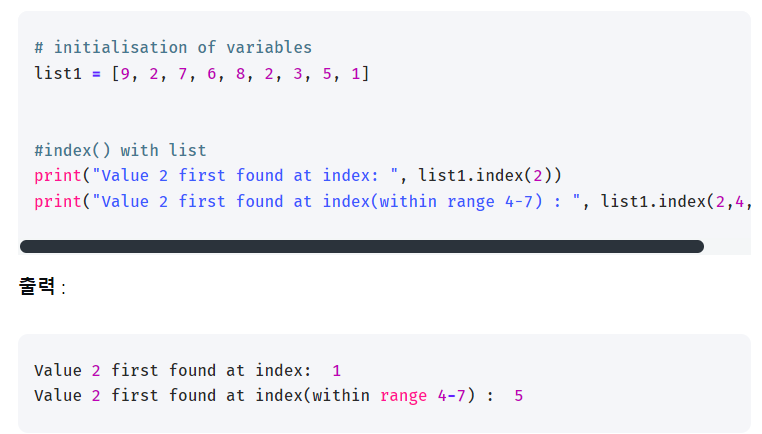 # initialisation of variables
list1 = [9, 2, 7, 6, 8, 2, 3, 5, 1]
#index() with list
print("Value 2 first found at index: ", list1.index(2))
print("Value 2 first found at index(within range 4-7) : ", list1.index(2,4,
출력 :
Value 2 first found at index:  1
Value 2 first found at index(within range 4-7) :  5